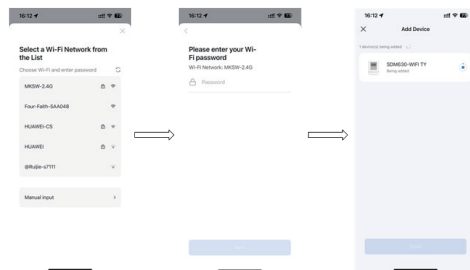 16:12
Select a Wi-Fi Network from
the List
Choose Wi-Fi and enter password
MKSW-2.4G
Four-Faith-5AA048
HUAWEI-CS
HUAWEI
@Ruijie-s7111
Manual input
16:12
Please enter your Wi-
Fi password
Wi-Fi Network: MKSW-2.4G
Password
16:12
Add Device
1 device(s) being added
SDM630-WIFI TY
Being added